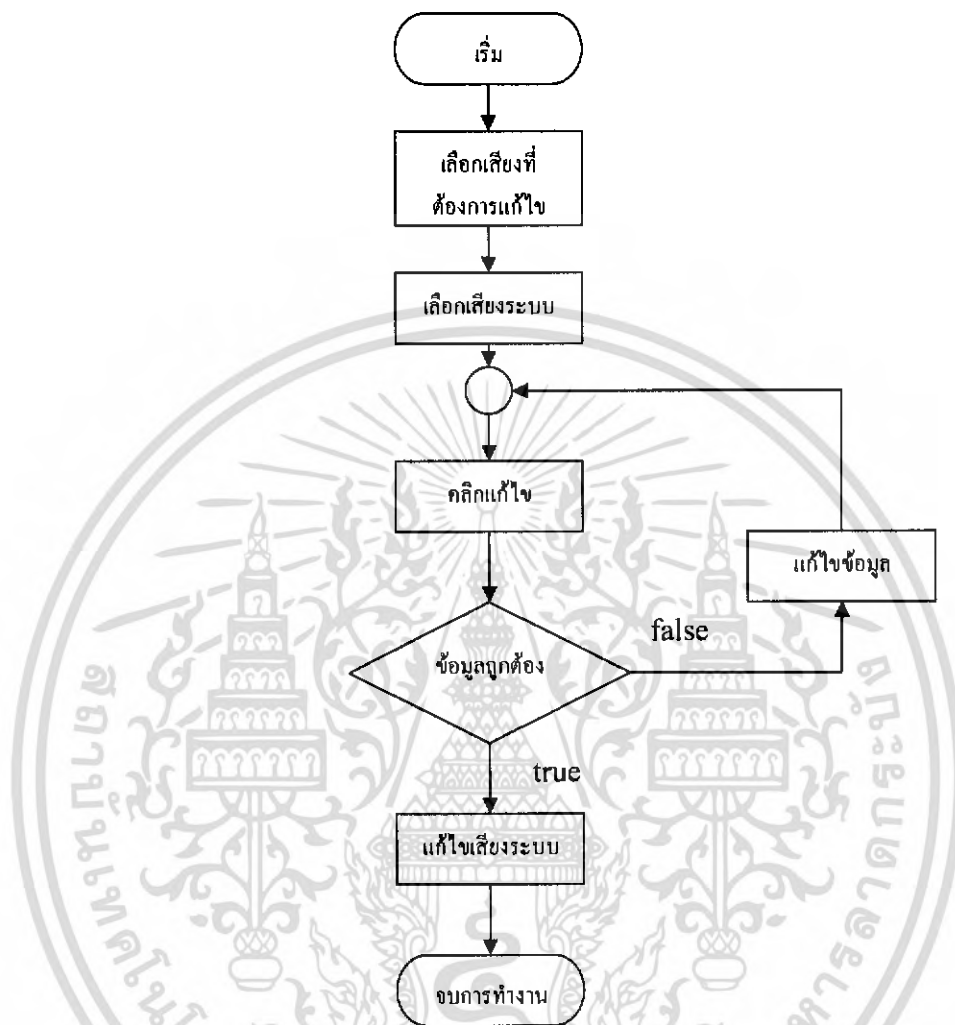 เริ่ม
เลือกเสียงที่
ต้องการแก้ไข
เลือกเสียงระบบ
คลิกแก้ไข
แก้ไขข้อมูล
false
ข้อมูลถูกต้อง
true
แก้ไขเสียงระบบ
จบการทำงาน